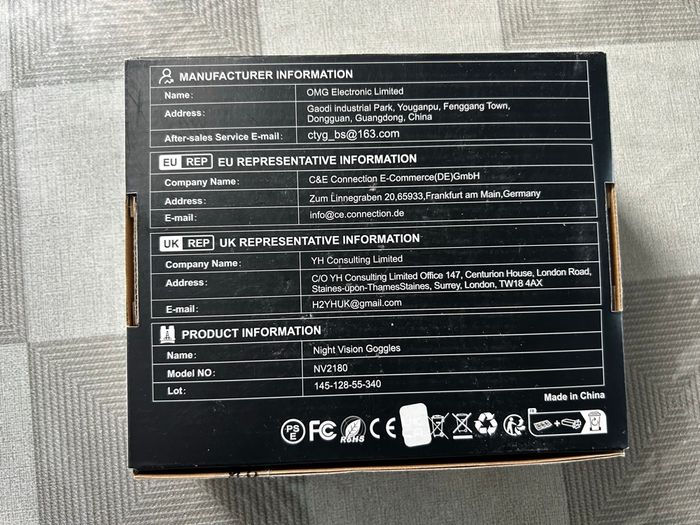 MANUFACTURER INFORMATION
Name: OMG Electronic Limited
Address: Gaodi industrial Park, Youganpu, Fenggang Town,
Dongguan, Guangdong, China
After-sales Service E-mail: ctyg_bs@163.com
EU REP EU REPRESENTATIVE INFORMATION
Company Name: C&E Connection E-Commerce(DE)GmbH
Address: Zum Linnegraben 20,65933,Frankfurt am Main,Germany
E-mail: info@ce.connection.de
UK REP UK REPRESENTATIVE INFORMATION
Company Name: YH Consulting Limited
Address: C/O YH Consulting Limited Office 147, Centurion House, London Road,
Staines-upon-ThamesStaines, Surrey, London, TW18 4AX
E-mail: H2YHUK@gmail.com
PRODUCT INFORMATION
Name: Night Vision Goggles
Model NO: NV2180
Lot: 145-128-55-340
Made in China
PS
E FC RoHS CE